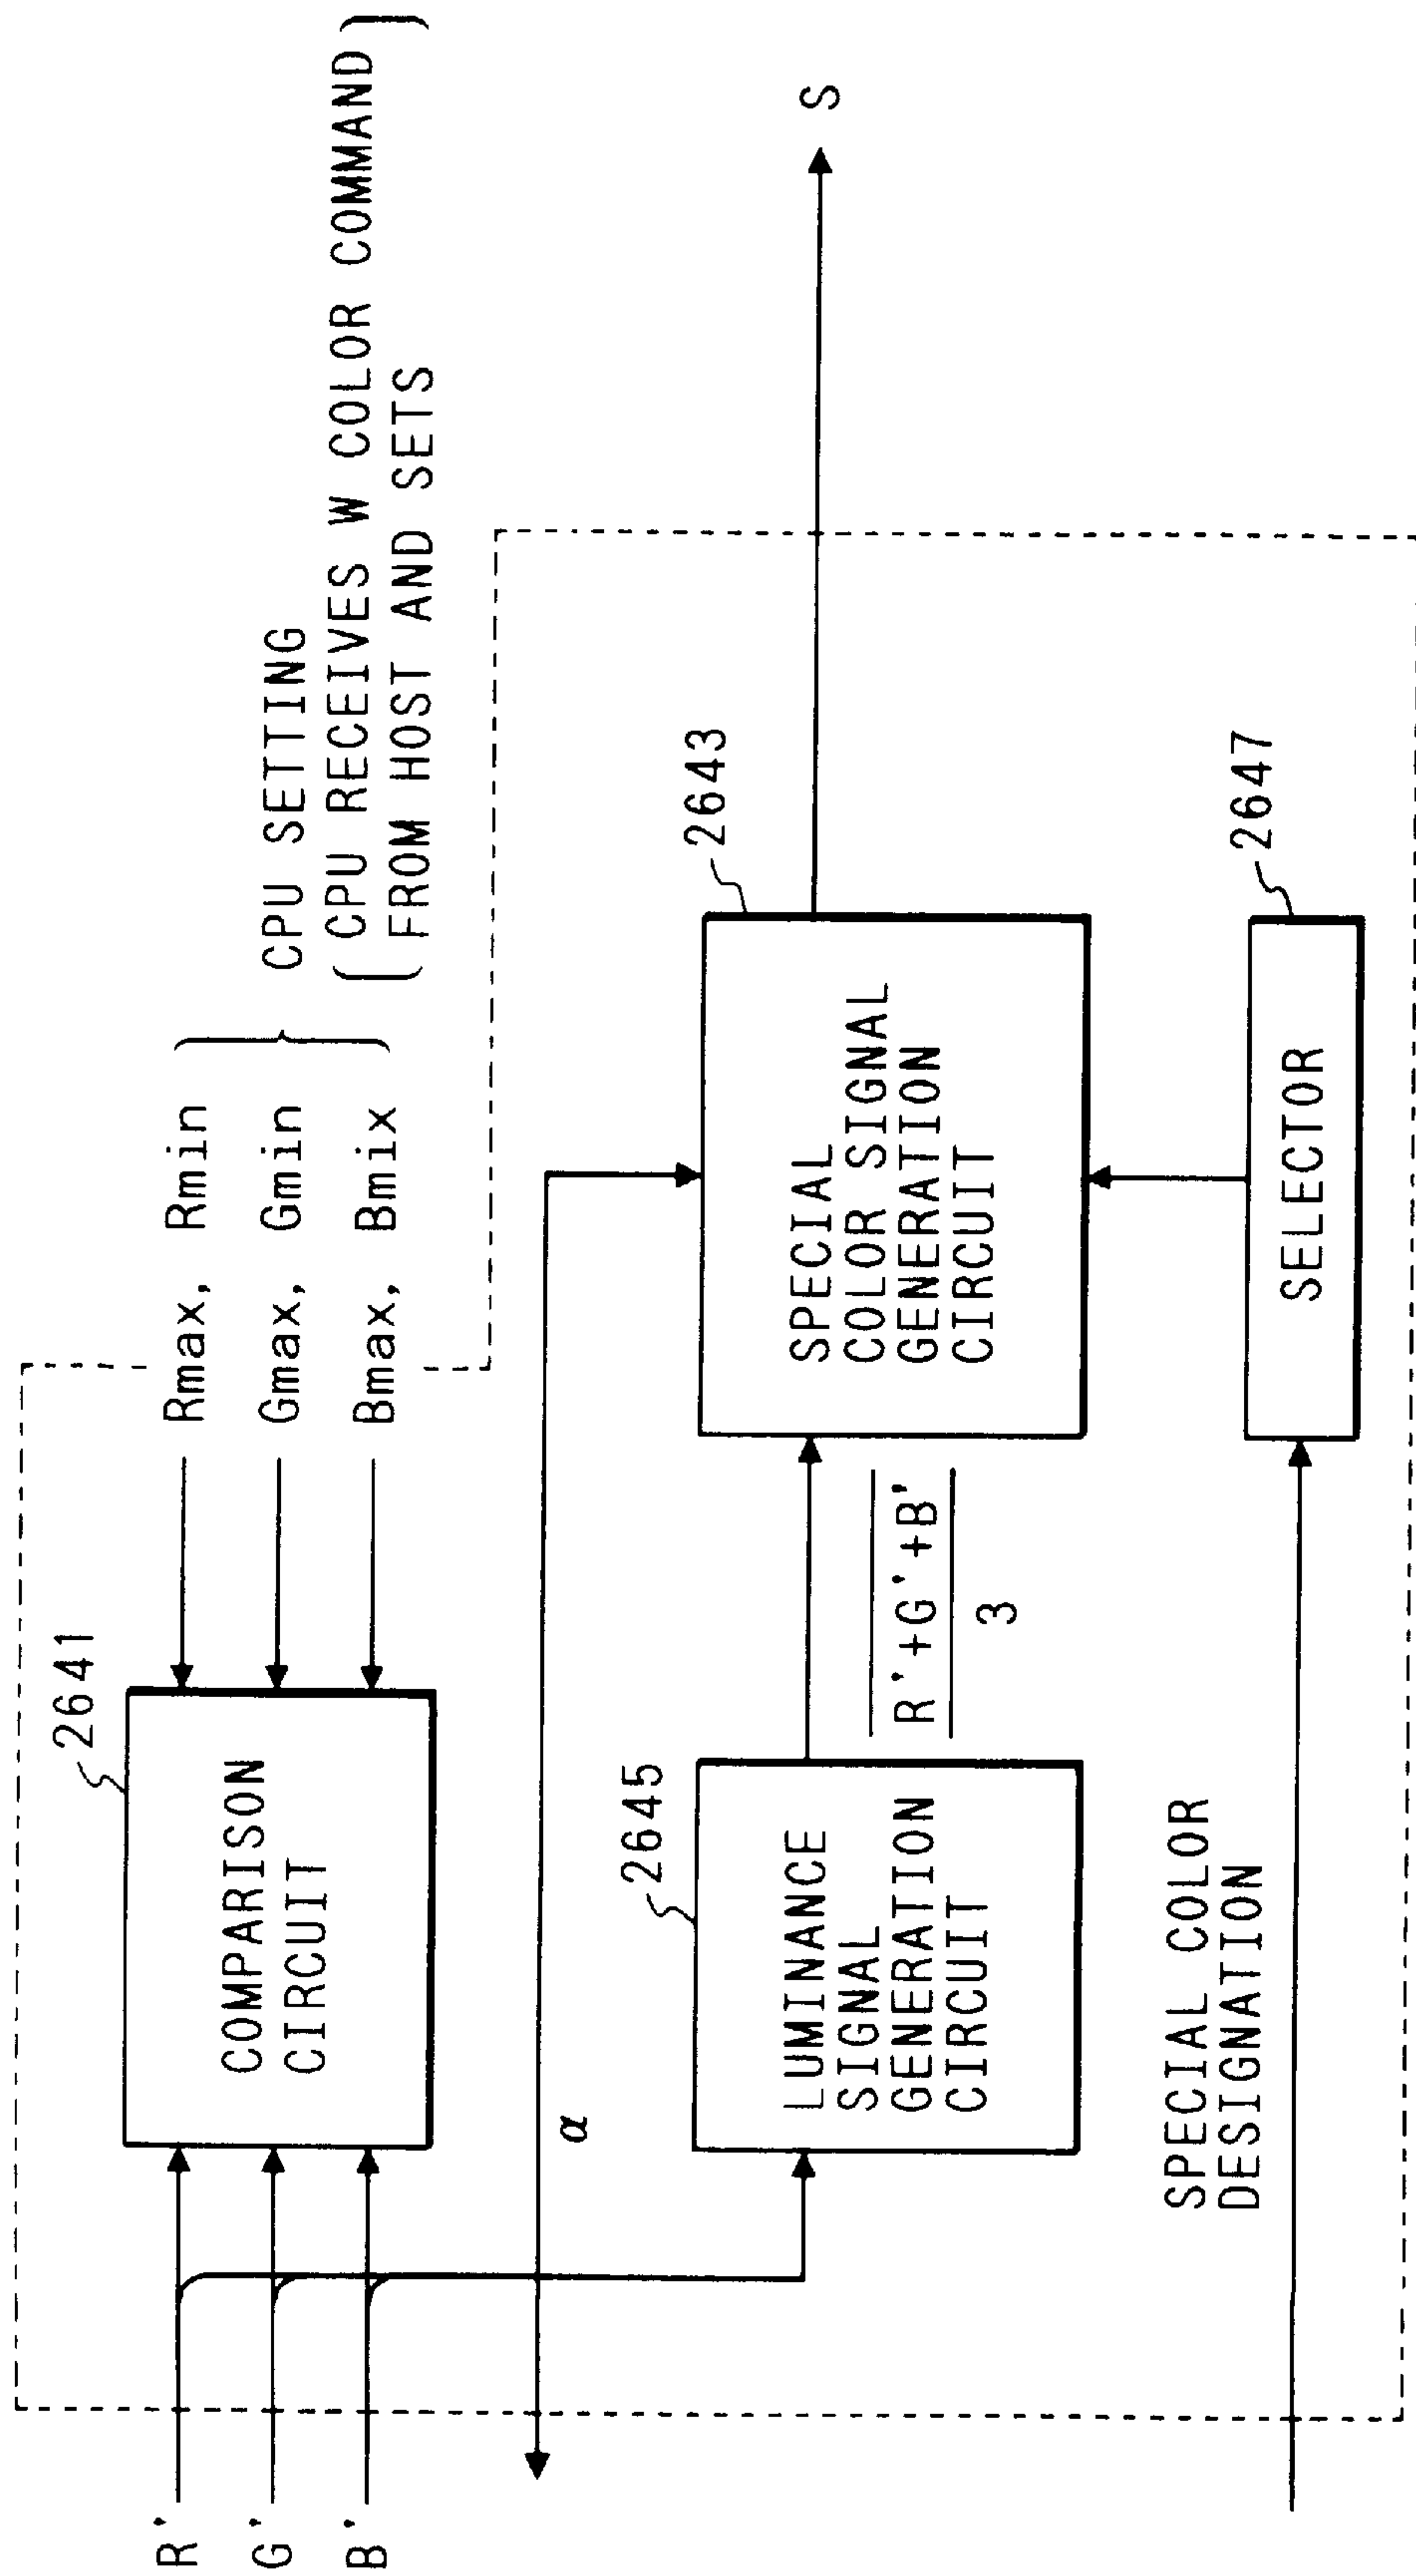 R'
G'
B'
2641
COMPARISON
CIRCUIT
Rmax, Rmin
Gmax, Gmin
Bmax, Bmix
CPU SETTING
(CPU RECEIVES W COLOR COMMAND)
FROM HOST AND SETS
α
2645
LUMINANCE
SIGNAL
GENERATION
CIRCUIT
R'+G'+B'
3
2643
SPECIAL
COLOR SIGNAL
GENERATION
CIRCUIT
S
SPECIAL COLOR
DESIGNATION
2647
SELECTOR